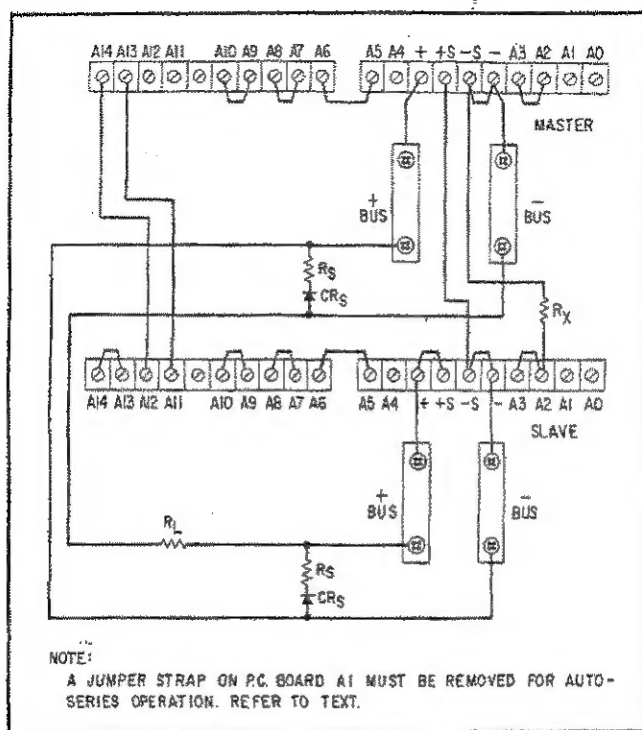 A14 A13 A12 A11 A10 A9 A8 A7 A6 A5 A4 + +S -S - A3 A2 A1 A0
MASTER
+ BUS
- BUS
RS
CRS
RX
A14 A13 A12 A11 A10 A9 A8 A7 A6 A5 A4 + +S -S - A3 A2 A1 A0
SLAVE
+ BUS
- BUS
RL
RS
CRS
NOTE:
A JUMPER STRAP ON P.C. BOARD A1 MUST BE REMOVED FOR AUTO-
SERIES OPERATION. REFER TO TEXT.